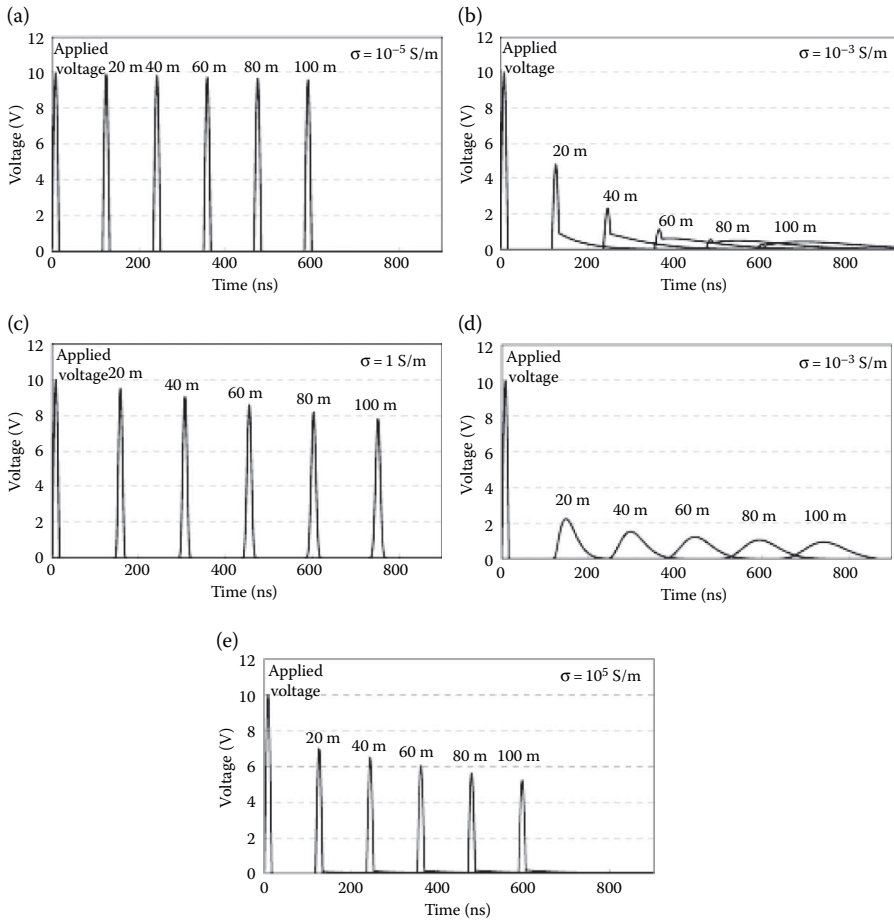 (a)
12
10
8
6
4
2
0
Voltage (V)
Applied
voltage
20 m 40 m 60 m 80 m 100 m
σ = 10⁻⁵ S/m
0 200 400 600 800
Time (ns)
(b)
12
10
8
6
4
2
0
Voltage (V)
Applied
voltage
σ = 10⁻³ S/m
20 m
40 m
60 m
80 m
100 m
0 200 400 600 800
Time (ns)
(c)
12
10
8
6
4
2
0
Voltage (V)
Applied
voltage
20 m
40 m
60 m
80 m
100 m
σ = 1 S/m
0 200 400 600 800
Time (ns)
(d)
12
10
8
6
4
2
0
Voltage (V)
Applied
voltage
σ = 10⁻³ S/m
20 m
40 m
60 m
80 m
100 m
0 200 400 600 800
Time (ns)
(e)
12
10
8
6
4
2
0
Voltage (V)
Applied
voltage
σ = 10⁵ S/m
20 m
40 m
60 m
80 m
100 m
0 200 400 600 800
Time (ns)